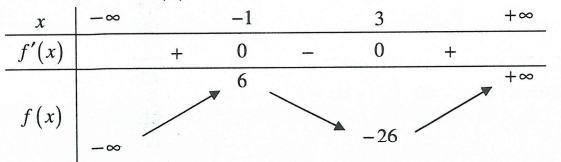 x −∞ −1 3 +∞
f′(x) + 0 − 0 +
6 +∞
f(x)
−26
−∞